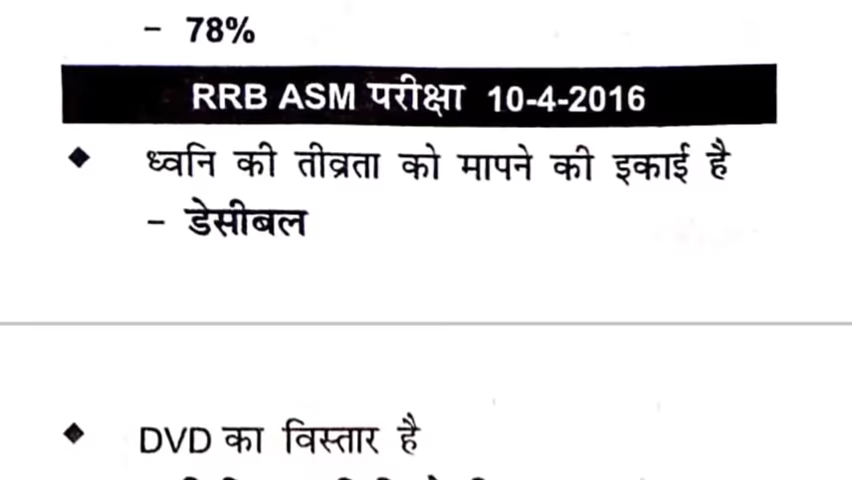 – 78%
RRB ASM परीक्षा 10-4-2016
◆ ध्वनि की तीव्रता को मापने की इकाई है
– डेसीबल
◆ DVD का विस्तार है